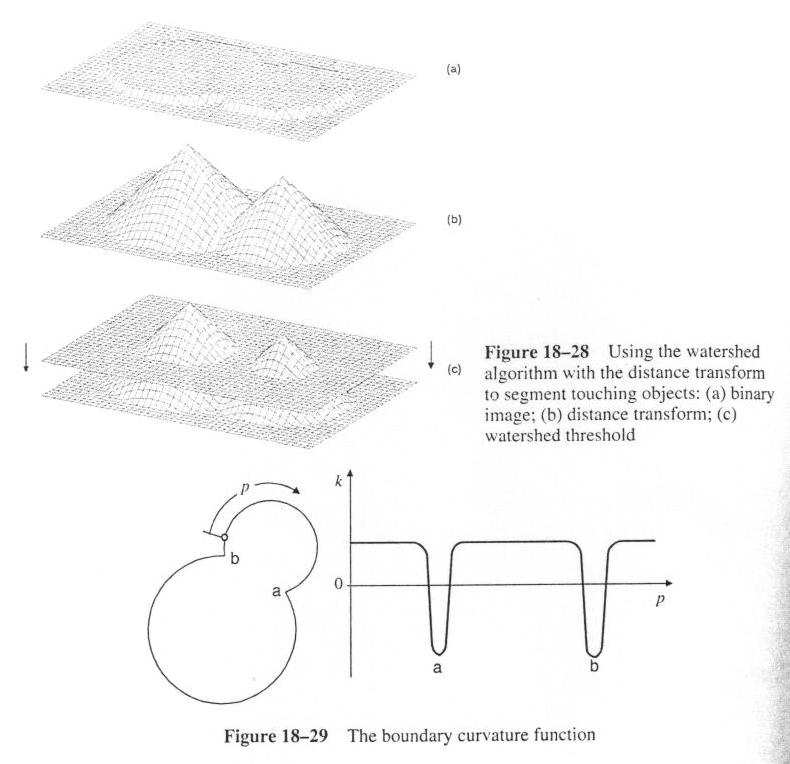 (a)
(b)
(c)
Figure 18–28 Using the watershed
algorithm with the distance transform
to segment touching objects: (a) binary
image; (b) distance transform; (c)
watershed threshold
p
b
a
k
0
p
a
b
Figure 18–29 The boundary curvature function